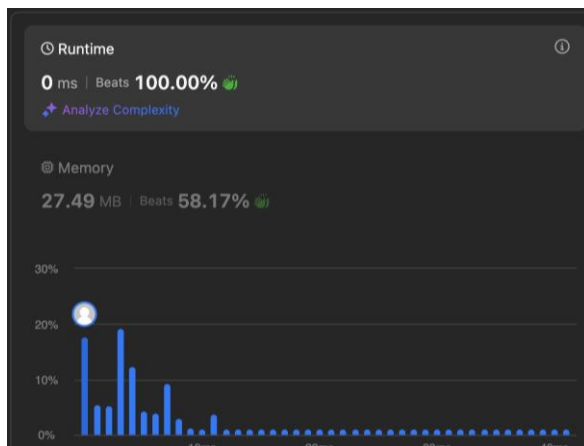 Runtime
0 ms | Beats 100.00%
Analyze Complexity
Memory
27.49 MB | Beats 58.17%
30%
20%
10%
0%